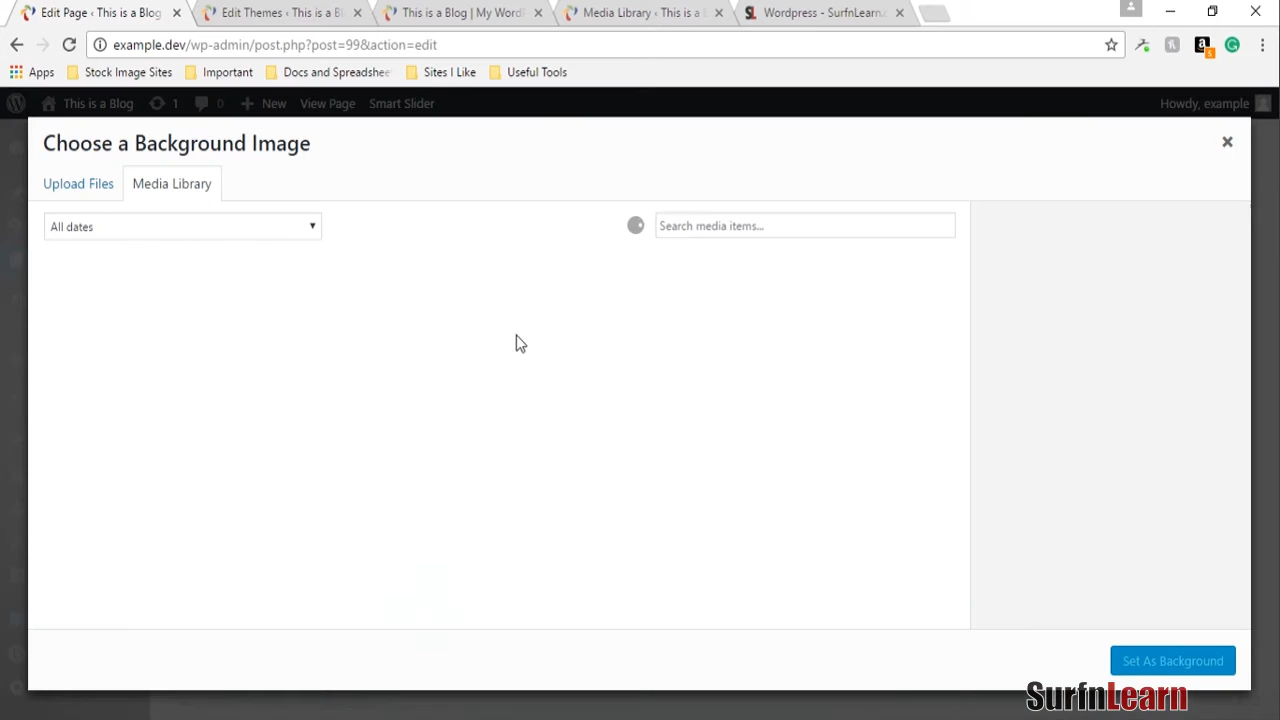 Edit Page ‹ This is a Blog
Edit Themes ‹ This is a Bl
This is a Blog | My WordP
Media Library ‹ This is a B
SL Wordpress - SurfnLearn.
example.dev/wp-admin/post.php?post=99&action=edit
Apps Stock Image Sites Important Docs and Spreadshee Sites I Like Useful Tools
This is a Blog 1 0 New View Page Smart Slider Howdy, example
Choose a Background Image
Upload Files Media Library
All dates Search media items...
Set As Background
SurfnLearn